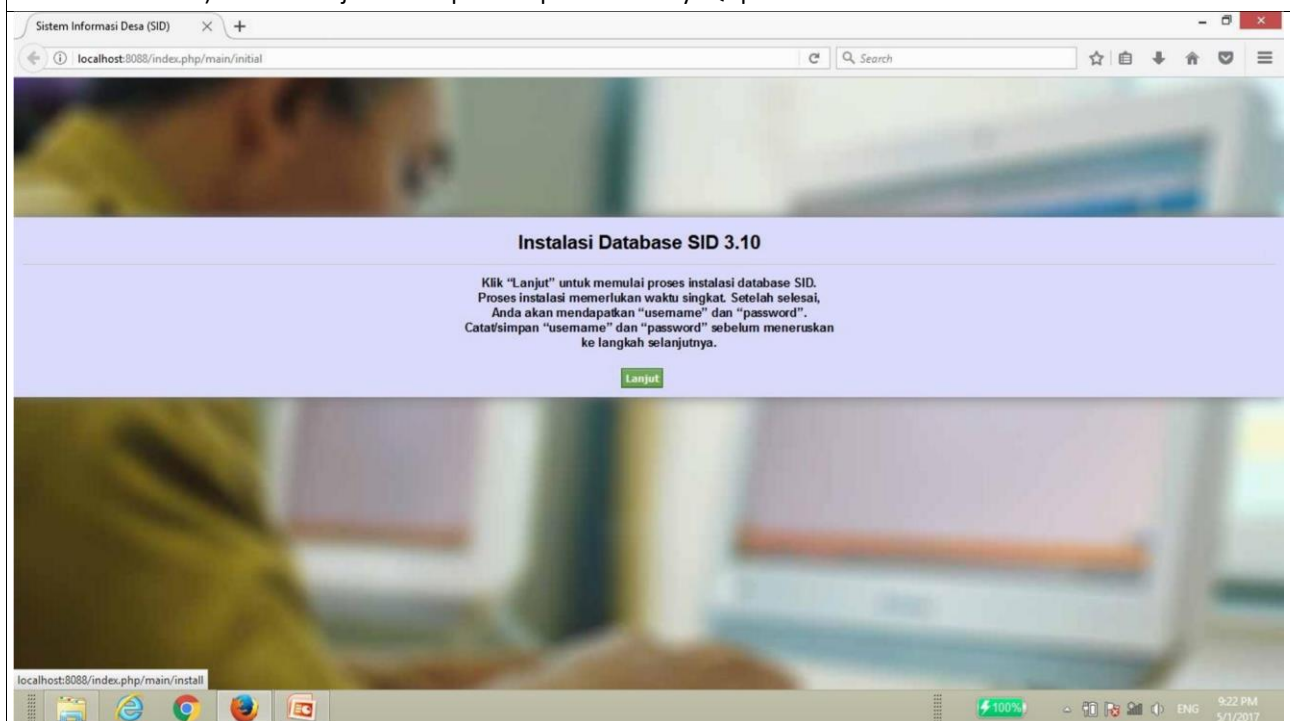 Sistem Informasi Desa (SID)
localhost:8088/index.php/main/initial
Search
Instalasi Database SID 3.10
Klik “Lanjut” untuk memulai proses instalasi database SID.
Proses instalasi memerlukan waktu singkat. Setelah selesai,
Anda akan mendapatkan “username” dan “password”.
Catat/simpan “username” dan “password” sebelum meneruskan
ke langkah selanjutnya.
Lanjut
localhost:8088/index.php/main/install
100%
ENG
9:22 PM
5/1/2017